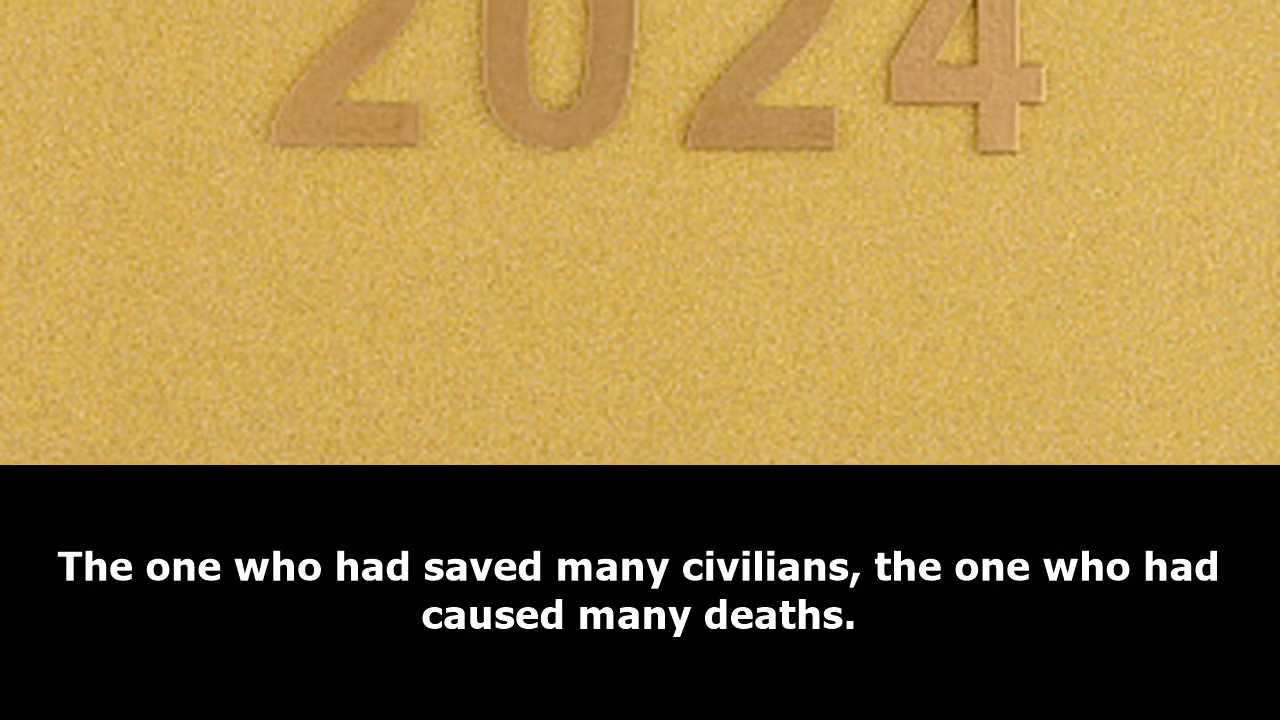 2024
The one who had saved many civilians, the one who had
caused many deaths.